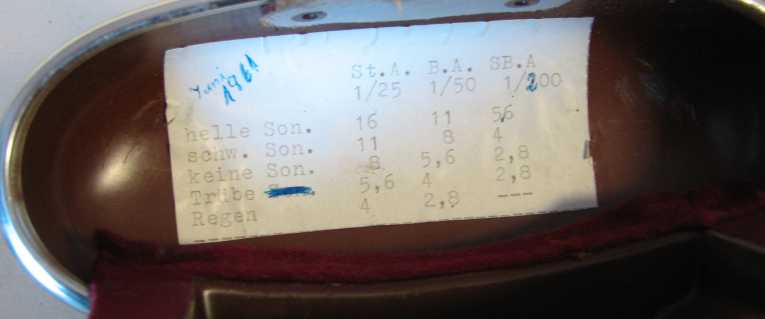 Juni
1961
St.A. B.A. SB.A
1/25 1/50 1/200
helle Son. 16 11 5,6
schw. Son. 11 8 4
keine Son. 8 5,6 2,8
Trübe Son. 5,6 4 2,8
Regen 4 2,8 ---